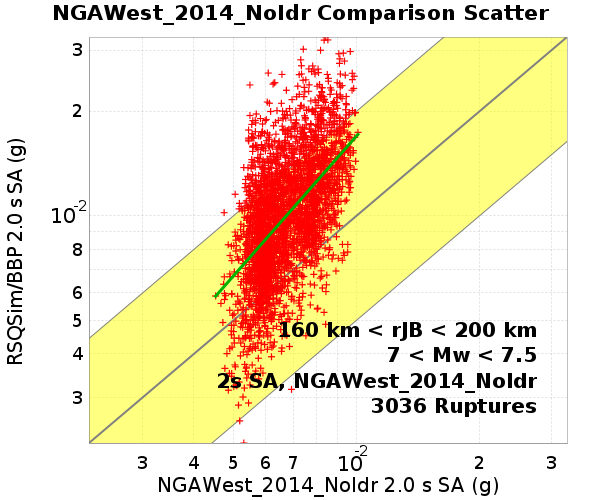 NGAWest_2014_NoIdr Comparison Scatter
RSQSim/BBP 2.0 s SA (g)
3
2
10-2
8
6
5
4
3
160 km < rJB < 200 km
7 < Mw < 7.5
2s SA, NGAWest_2014_NoIdr
3036 Ruptures
3 4 5 6 7 10-2 2 3
NGAWest_2014_NoIdr 2.0 s SA (g)